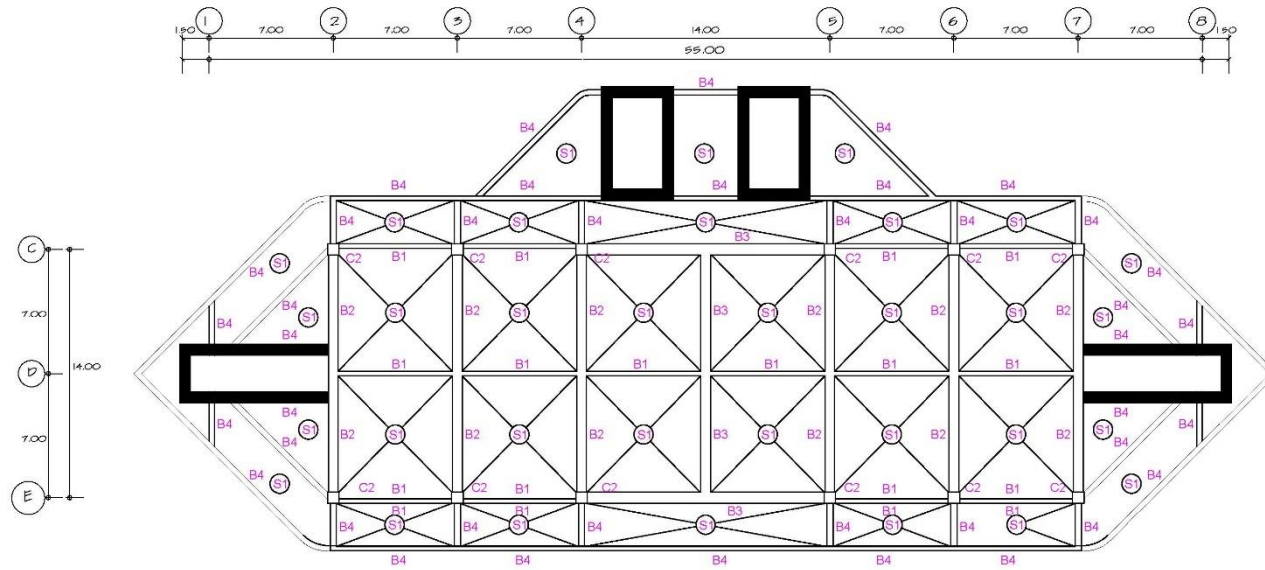 1 2 3 4 5 6 7 8
1.50 7.00 7.00 7.00 14.00 7.00 7.00 7.00 1.50
55.00
B4
B4 B4
S1 S1 S1
B4 B4 B4 B4 B4
B4 S1 B4 S1 B4 S1 B4 S1 B4 S1 B4
B3
C
C2 B1 C2 B1 C2 C2 B1 C2 B1 C2
S1 B4 B4 S1
7.00
B4 S1 B2 S1 B2 S1 B2 S1 B3 S1 B2 S1 B2 S1 B2 S1 B4
B4 B4 B4 B4
D 14.00
B1 B1 B1 B1 B1 B1
B4 B4
7.00
B4 S1 B4 B2 S1 B2 S1 B2 S1 B3 S1 B2 S1 B2 S1 B2 S1 B4 B4
B4 B4
B4 S1 S1 B4
E
C2 B1 C2 B1 C2 C2 B1 C2 B1 C2
B1 B1 B3 B1 B1
B4 S1 B4 S1 B4 S1 B4 S1 B4 S1 B4
B4 B4 B4 B4 B4